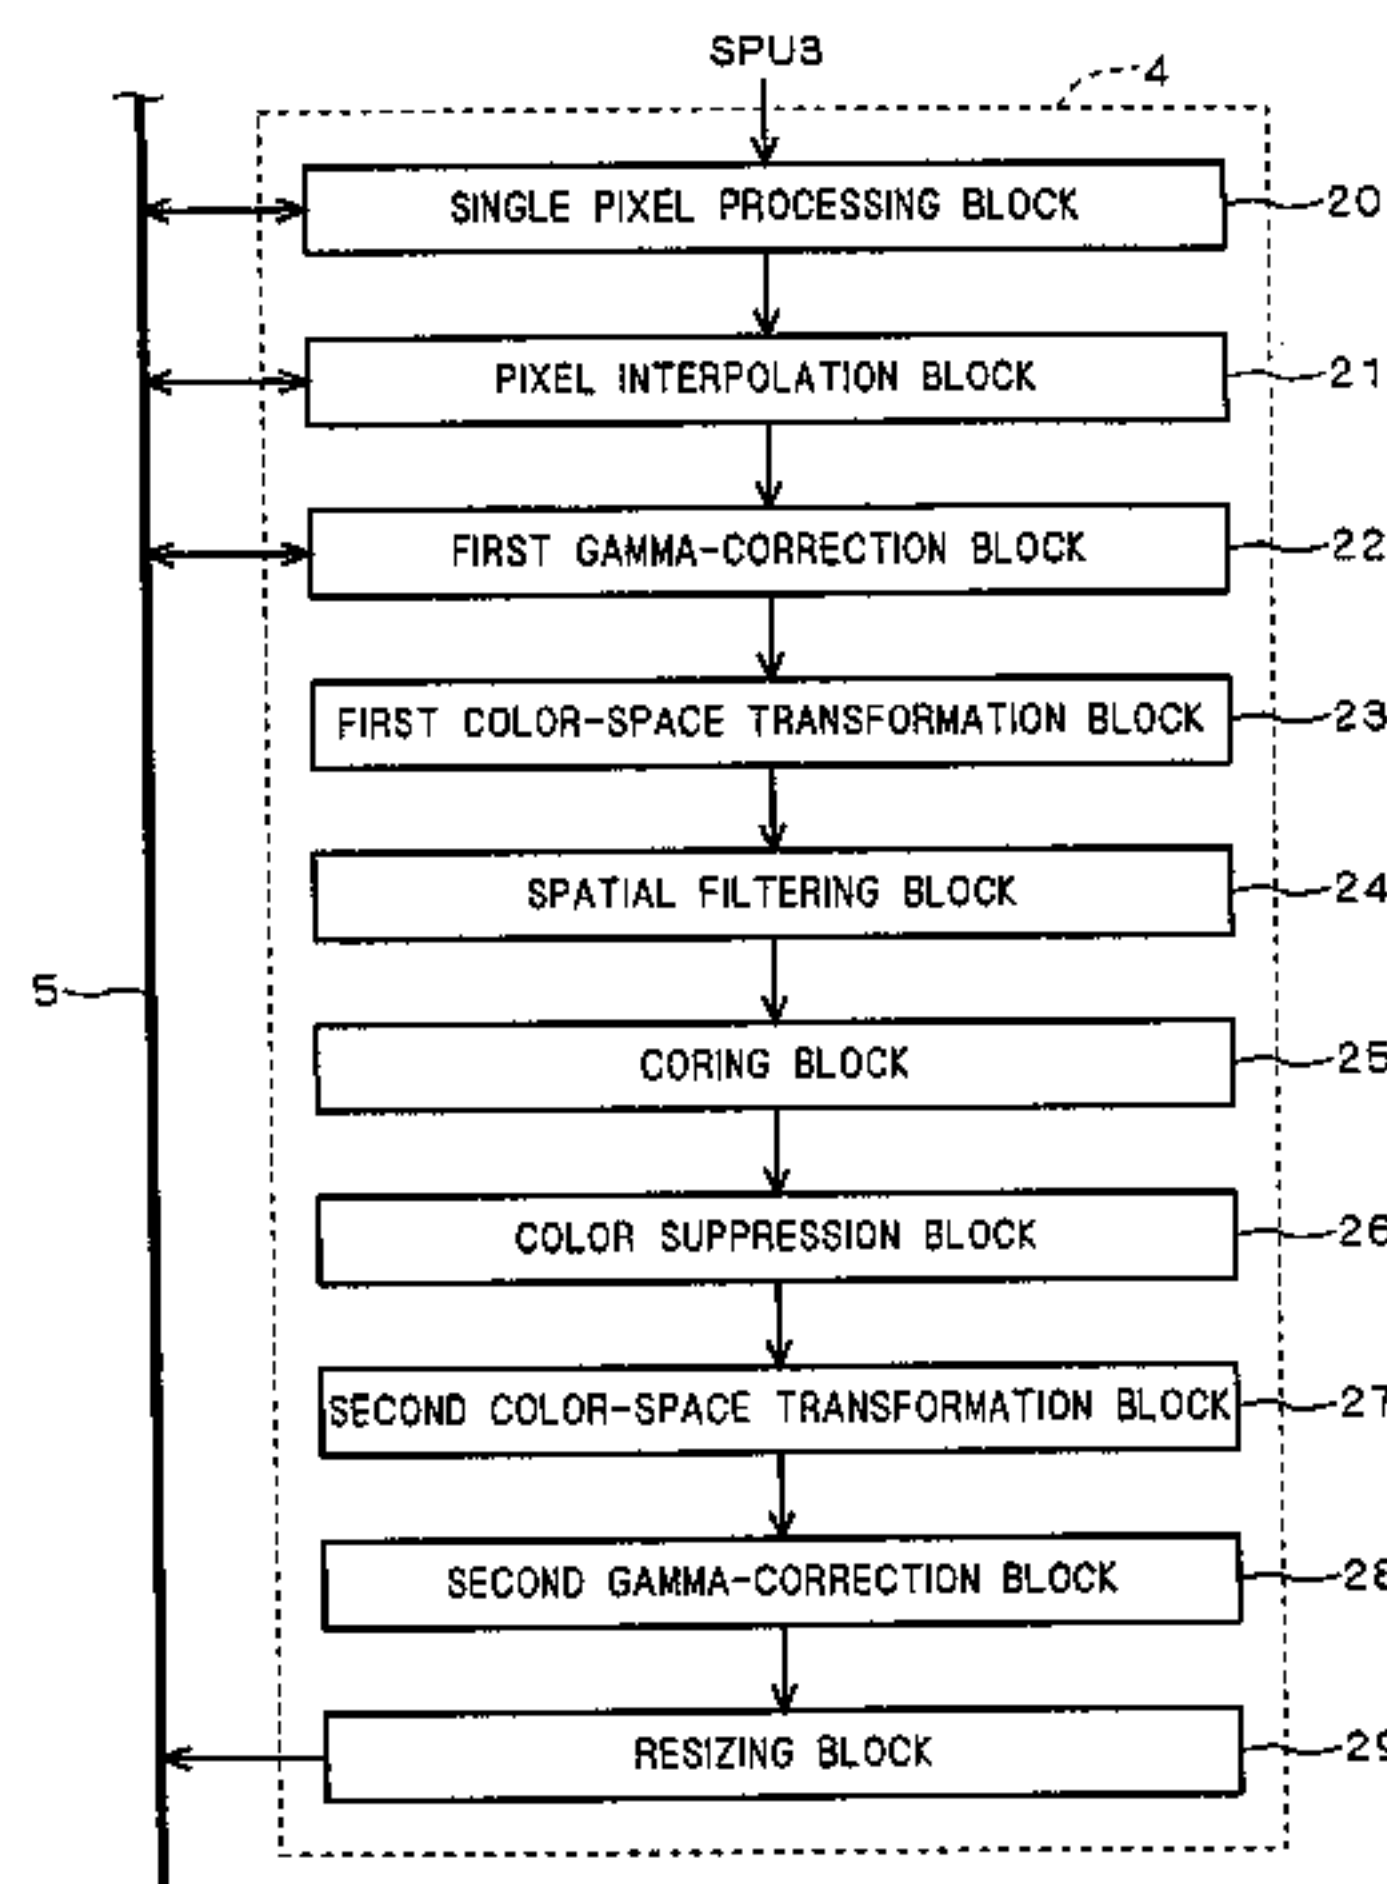 SPU3
4
SINGLE PIXEL PROCESSING BLOCK 20
PIXEL INTERPOLATION BLOCK 21
FIRST GAMMA-CORRECTION BLOCK 22
FIRST COLOR-SPACE TRANSFORMATION BLOCK 23
SPATIAL FILTERING BLOCK 24
5
CORING BLOCK 25
COLOR SUPPRESSION BLOCK 26
SECOND COLOR-SPACE TRANSFORMATION BLOCK 27
SECOND GAMMA-CORRECTION BLOCK 28
RESIZING BLOCK 29